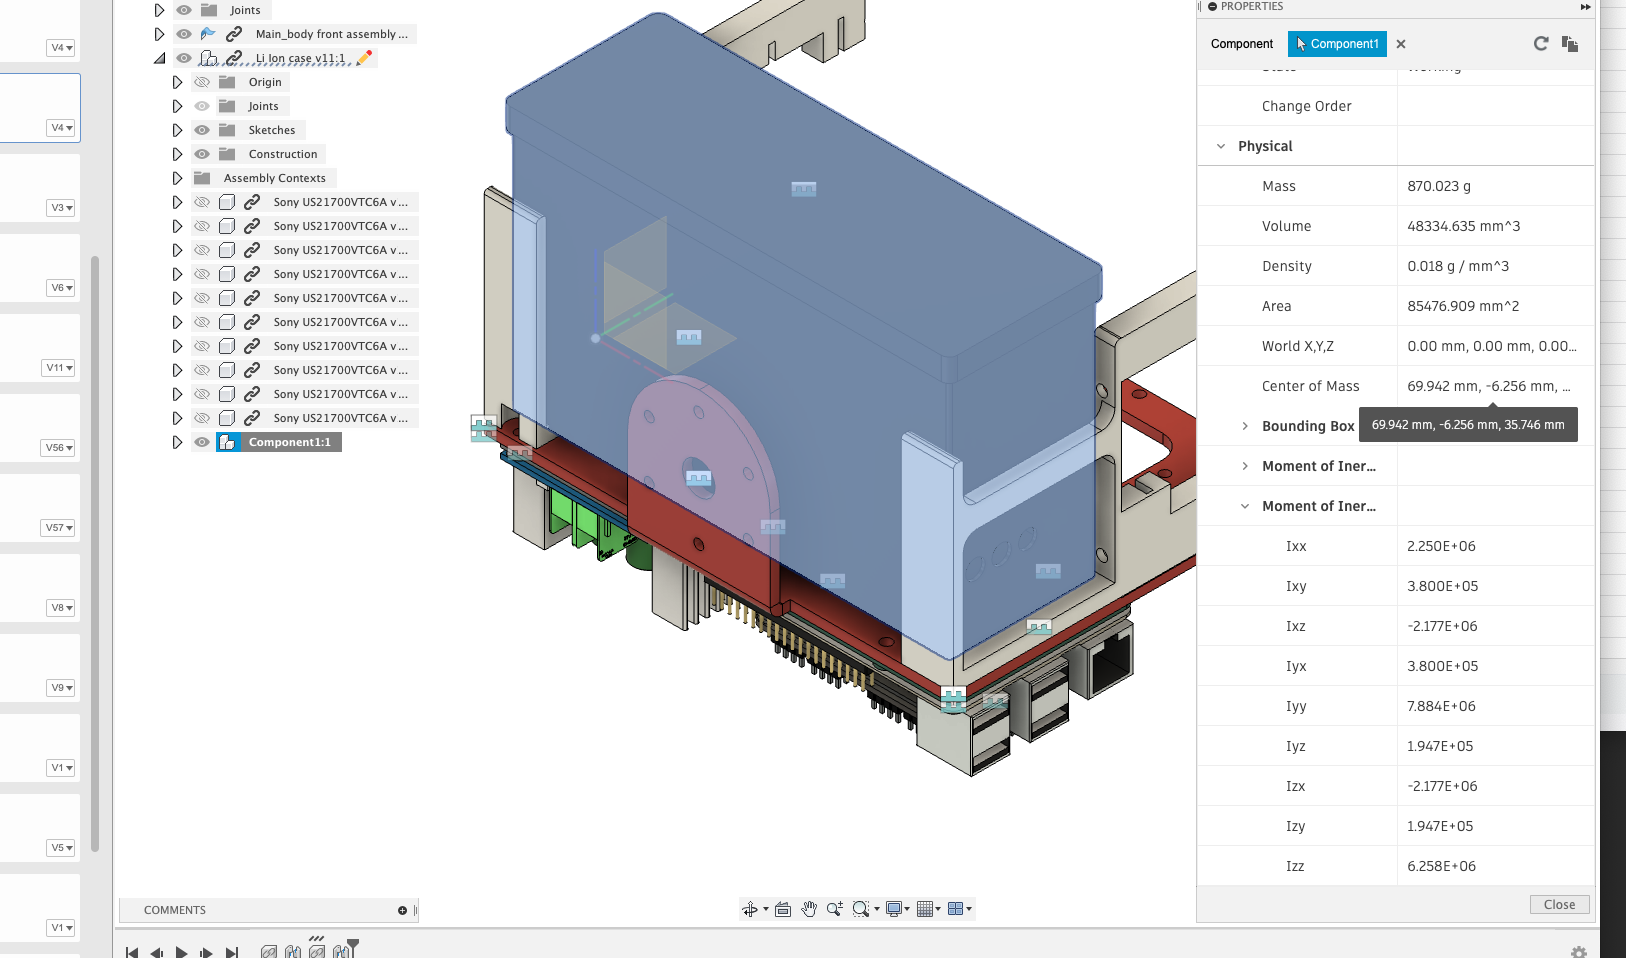 V4
V4
V3
V6
V11
V56
V57
V8
V9
V1
V5
V1
Joints
Main_body front assembly ...
Li Ion case v11:1
Origin
Joints
Sketches
Construction
Assembly Contexts
Sony US21700VTC6A v ...
Sony US21700VTC6A v ...
Sony US21700VTC6A v ...
Sony US21700VTC6A v ...
Sony US21700VTC6A v ...
Sony US21700VTC6A v ...
Sony US21700VTC6A v ...
Sony US21700VTC6A v ...
Sony US21700VTC6A v ...
Sony US21700VTC6A v ...
Component1:1
COMMENTS
PROPERTIES
Component Component1
State Working
Change Order
Physical
Mass 870.023 g
Volume 48334.635 mm^3
Density 0.018 g / mm^3
Area 85476.909 mm^2
World X,Y,Z 0.00 mm, 0.00 mm, 0.00...
Center of Mass 69.942 mm, -6.256 mm, ...
Bounding Box
69.942 mm, -6.256 mm, 35.746 mm
Moment of Iner...
Moment of Iner...
Ixx 2.250E+06
Ixy 3.800E+05
Ixz -2.177E+06
Iyx 3.800E+05
Iyy 7.884E+06
Iyz 1.947E+05
Izx -2.177E+06
Izy 1.947E+05
Izz 6.258E+06
Close